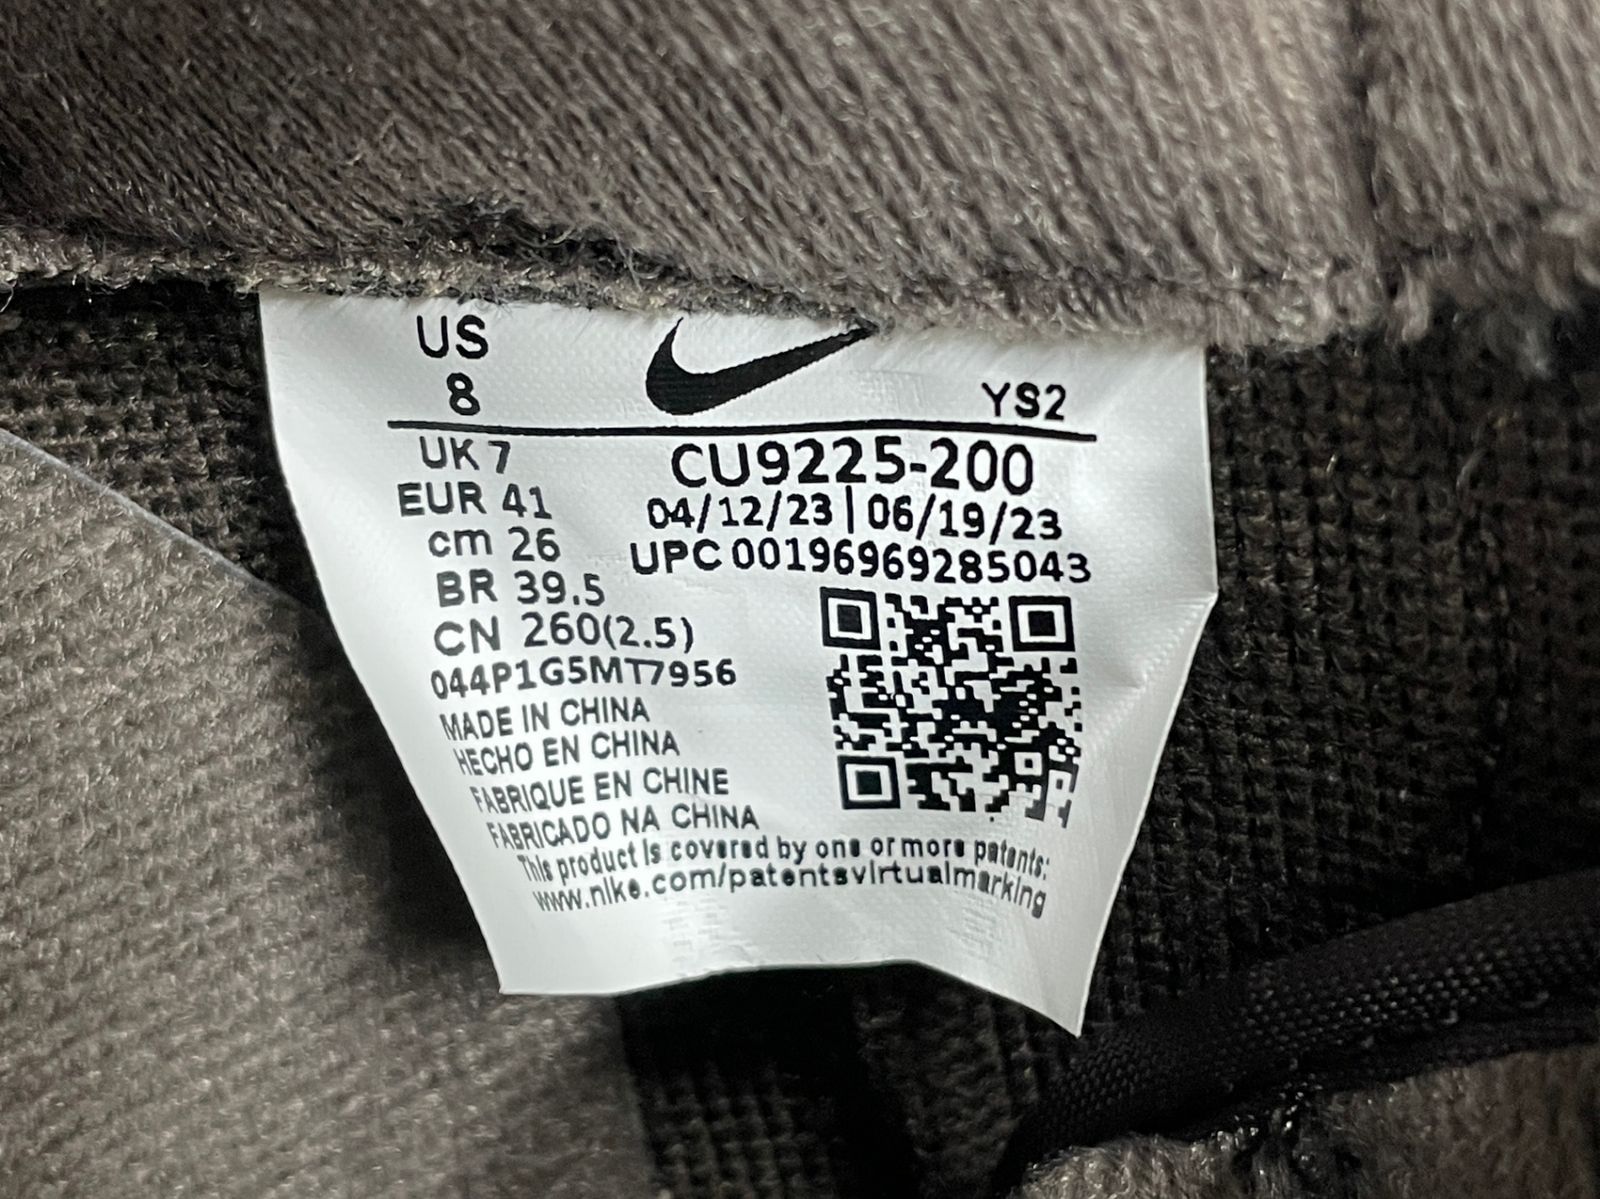 US
8
YS2
UK 7
CU9225-200
EUR 41
04/12/23 | 06/19/23
cm 26
UPC 00196969285043
BR 39.5
CN 260(2.5)
044P1G5MT7956
MADE IN CHINA
HECHO EN CHINA
FABRIQUE EN CHINE
FABRICADO NA CHINA
This product is covered by one or more patents:
www.nike.com/patentsvirtualmarking